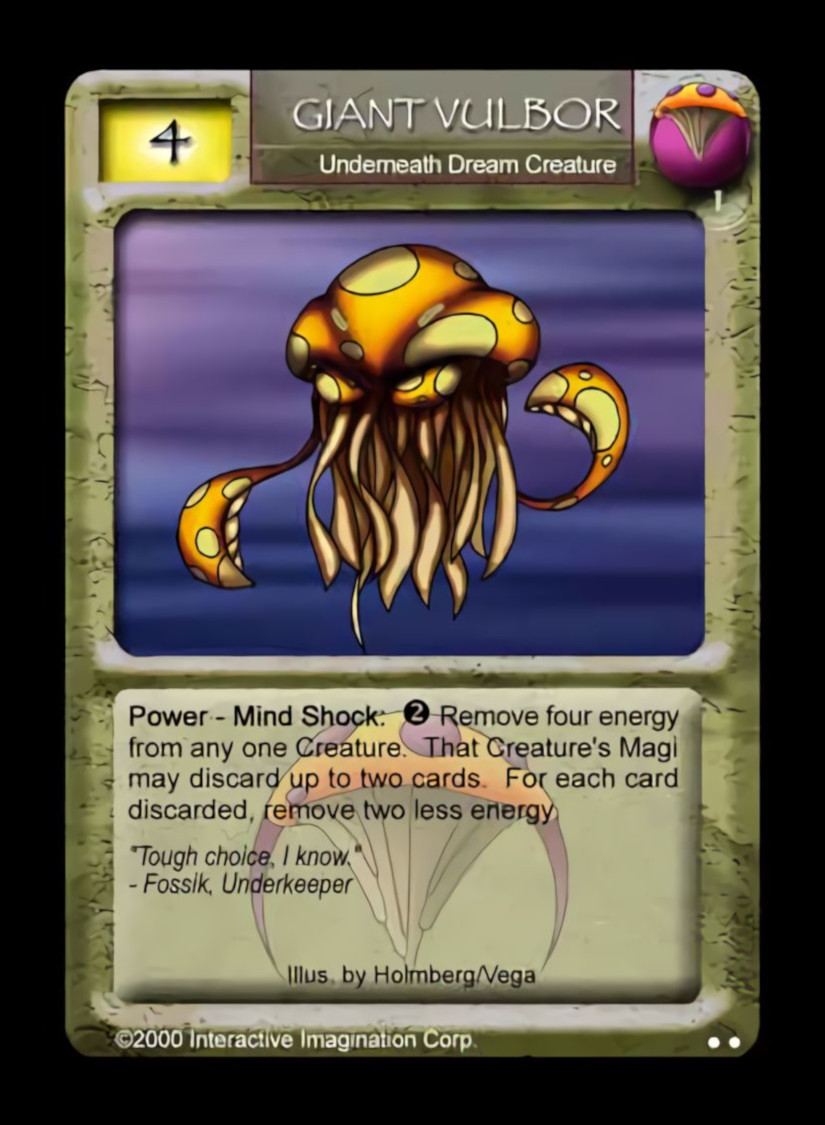 4
GIANT VULBOR
Underneath Dream Creature
1
Power - Mind Shock: ❷ Remove four energy
from any one Creature. That Creature's Magi
may discard up to two cards. For each card
discarded, remove two less energy
"Tough choice, I know."
- Fossik, Underkeeper
Illus. by Holmberg/Vega
©2000 Interactive Imagination Corp.